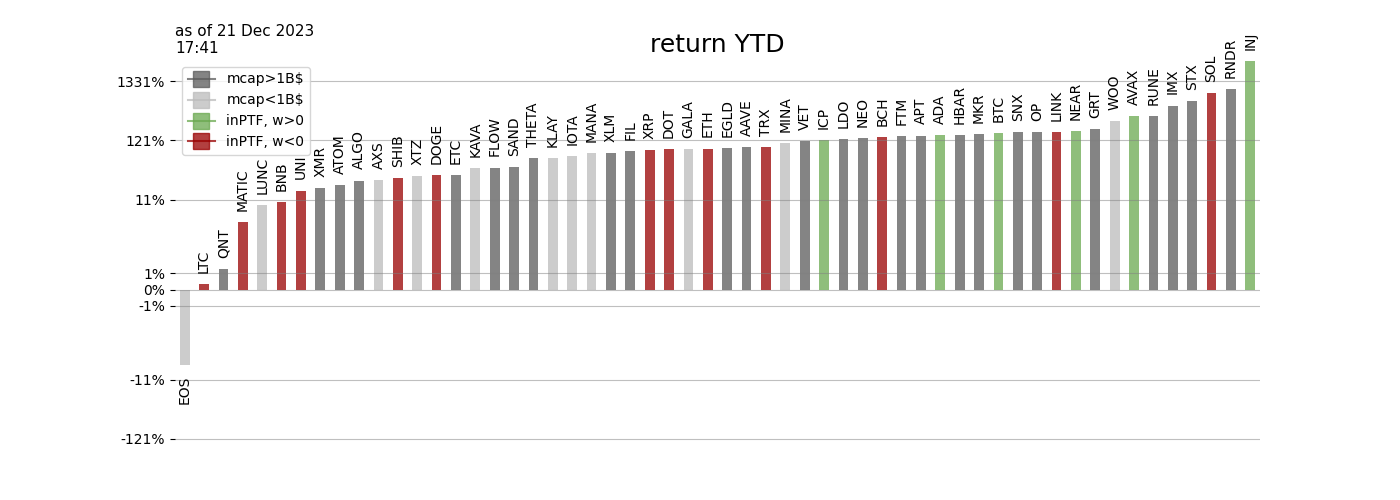 as of 21 Dec 2023
17:41
return YTD
mcap>1B$
mcap<1B$
inPTF, w>0
inPTF, w<0
1331%
121%
11%
1%
0%
-1%
-11%
-121%
EOS
LTC
QNT
MATIC
LUNC
BNB
UNI
XMR
ATOM
ALGO
AXS
SHIB
XTZ
DOGE
ETC
KAVA
FLOW
SAND
THETA
KLAY
IOTA
MANA
XLM
FIL
XRP
DOT
GALA
ETH
EGLD
AAVE
TRX
MINA
VET
ICP
LDO
NEO
BCH
FTM
APT
ADA
HBAR
MKR
BTC
SNX
OP
LINK
NEAR
GRT
WOO
AVAX
RUNE
IMX
STX
SOL
RNDR
INJ